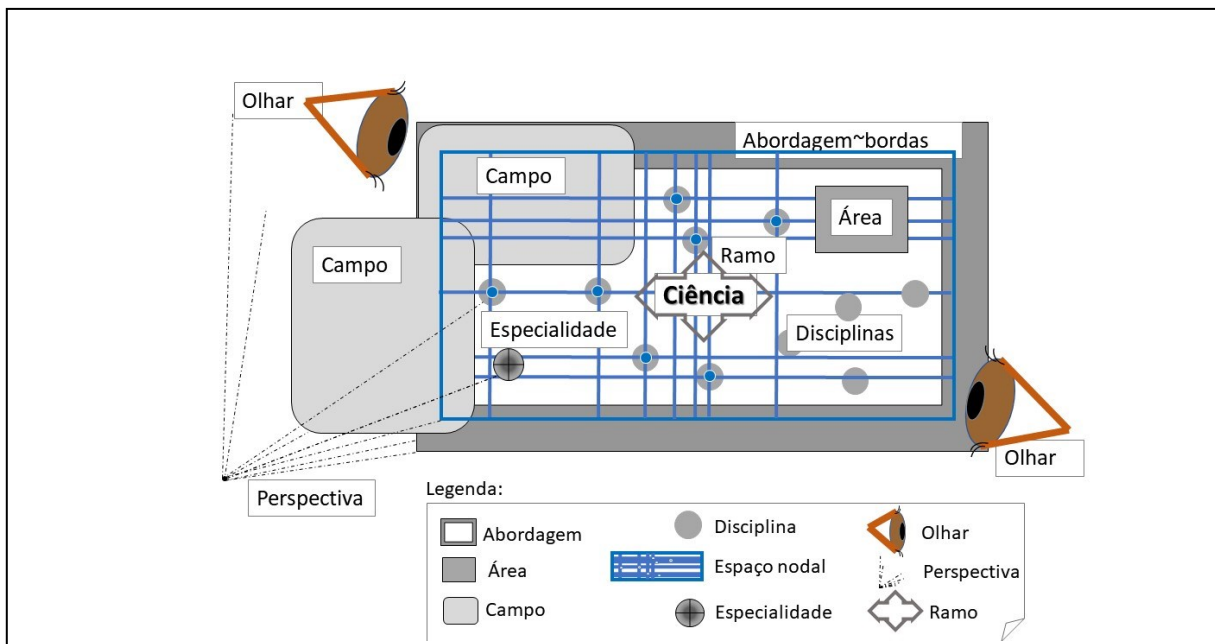 Olhar
Abordagem~bordas
Campo
Área
Campo
Ramo
Ciência
Especialidade
Disciplinas
Olhar
Perspectiva
Legenda:
Abordagem
Disciplina
Olhar
Área
Espaço nodal
Perspectiva
Campo
Especialidade
Ramo